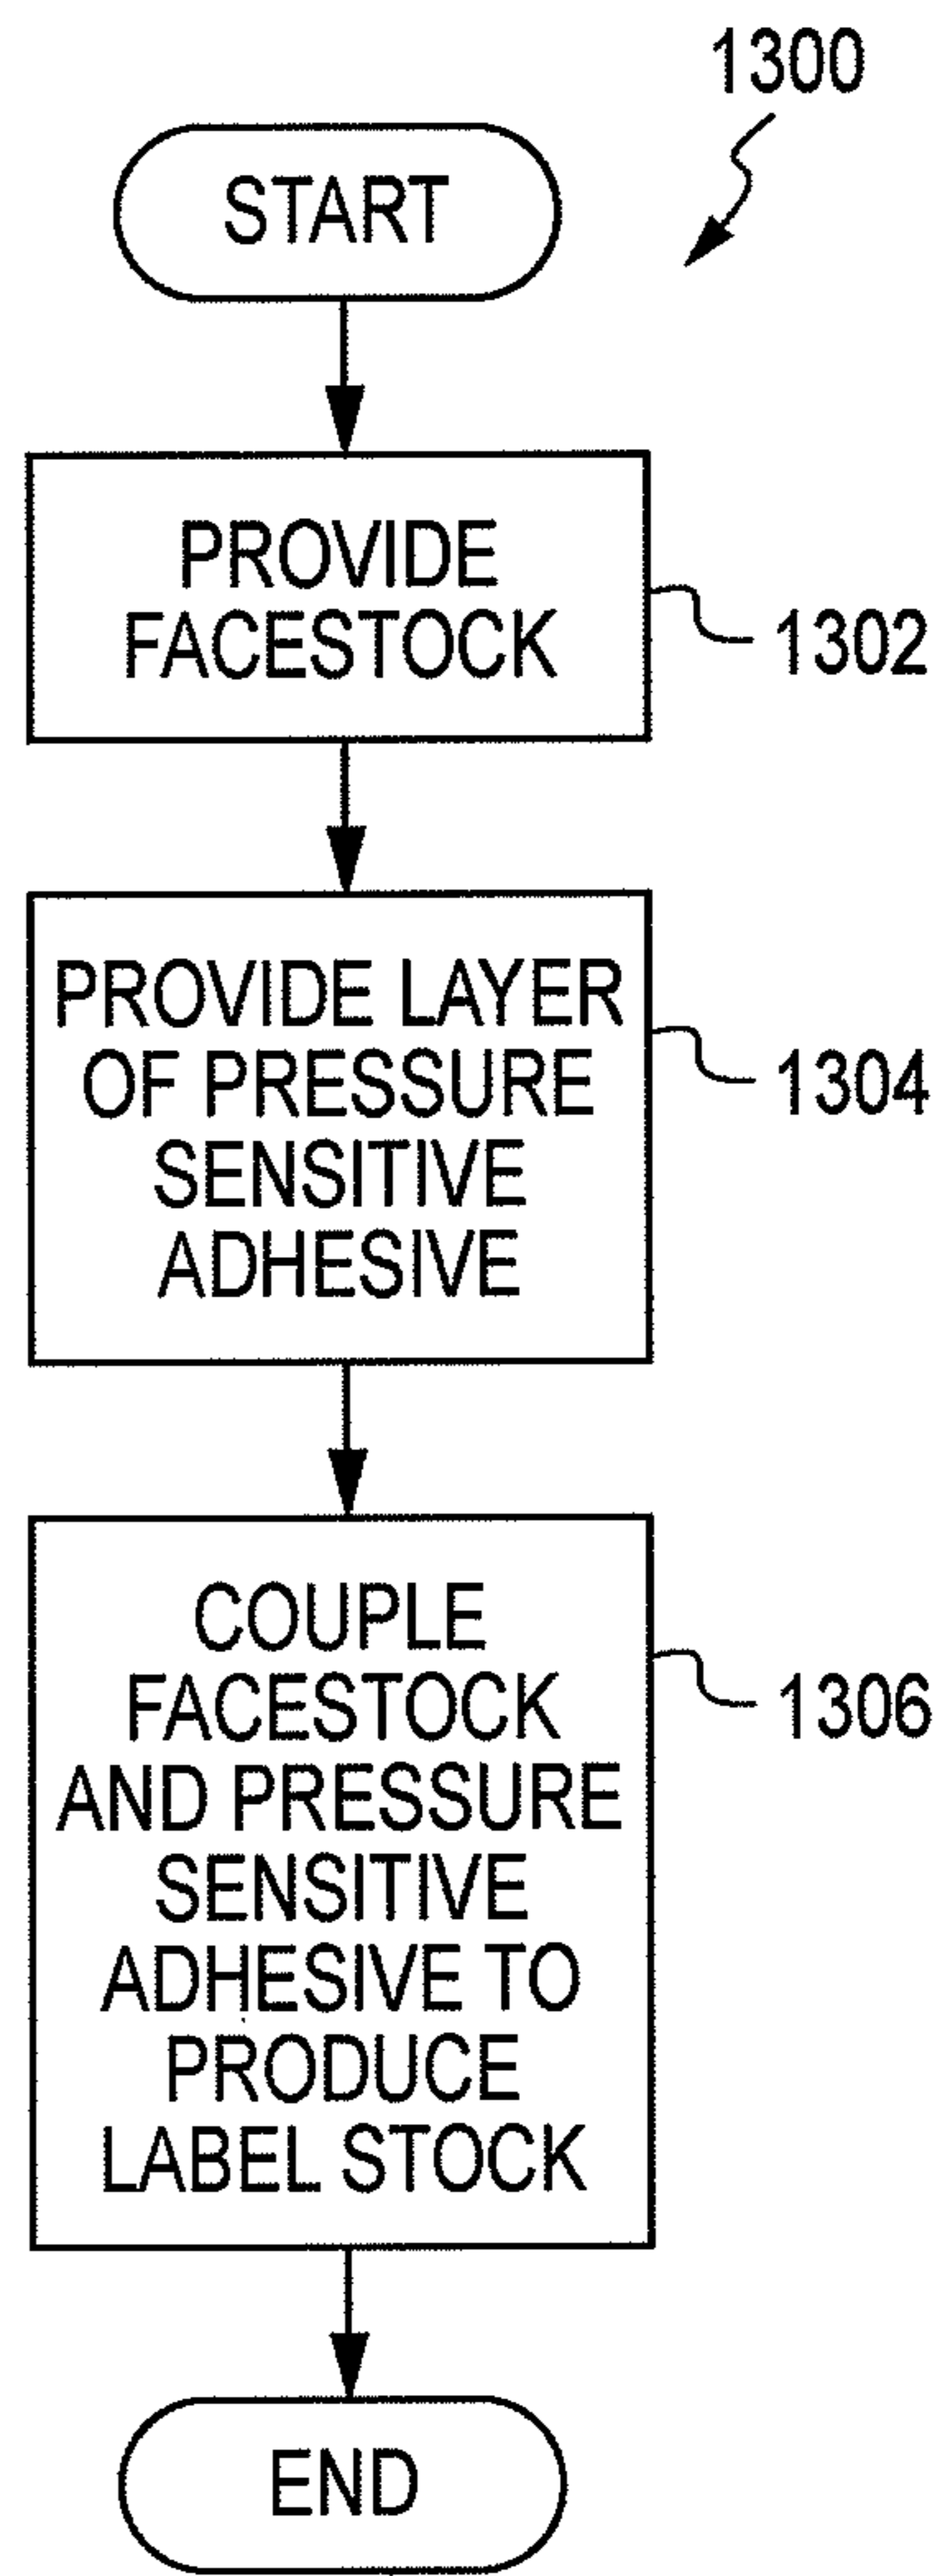 1300
START
PROVIDE
FACESTOCK
1302
PROVIDE LAYER
OF PRESSURE
SENSITIVE
ADHESIVE
1304
COUPLE
FACESTOCK
AND PRESSURE
SENSITIVE
ADHESIVE TO
PRODUCE
LABEL STOCK
1306
END